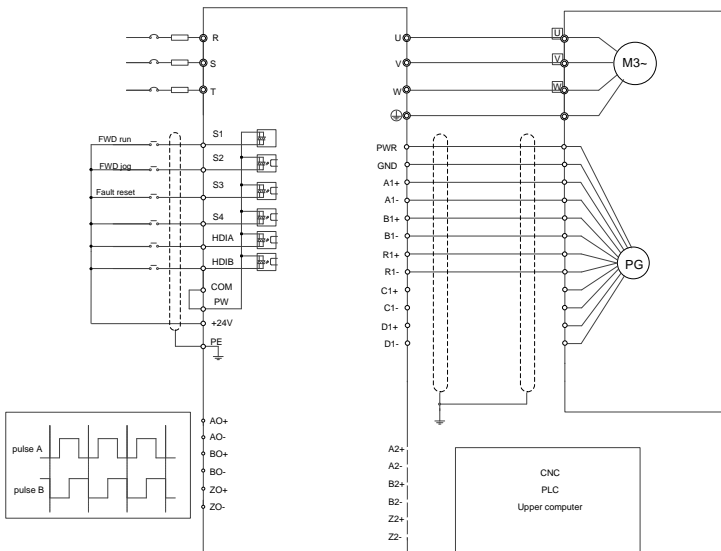 R
S
T
FWD run
S1
FWD jog
S2
Fault reset
S3
S4
HDIA
HDIB
COM
PW
+24V
PE
U
V
W
U
V
W
M3~
PWR
GND
A1+
A1-
B1+
B1-
R1+
R1-
C1+
C1-
D1+
D1-
PG
pulse A
pulse B
AO+
AO-
BO+
BO-
ZO+
ZO-
A2+
A2-
B2+
B2-
Z2+
Z2-
CNC
PLC
Upper computer